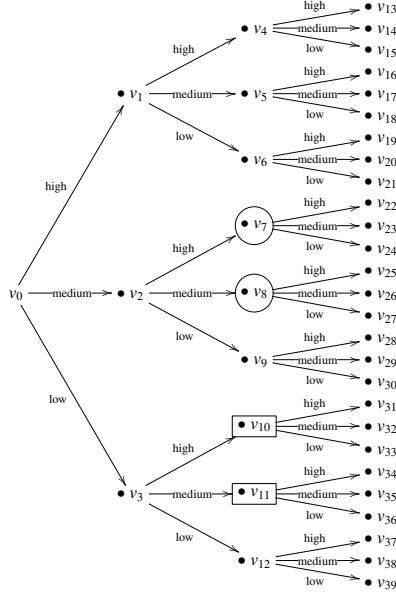 high
v13
v4
medium
v14
low
v15
high
high
v16
v1
medium
v5
medium
v17
low
v18
low
high
v19
v6
medium
v20
low
v21
high
high
v22
v7
medium
v23
low
v24
high
high
v25
v0
medium
v2
medium
v8
medium
v26
low
v27
low
high
v28
v9
medium
v29
low
v30
low
high
v31
v10
medium
v32
low
v33
high
high
v34
v3
medium
v11
medium
v35
low
v36
low
high
v37
v12
medium
v38
low
v39